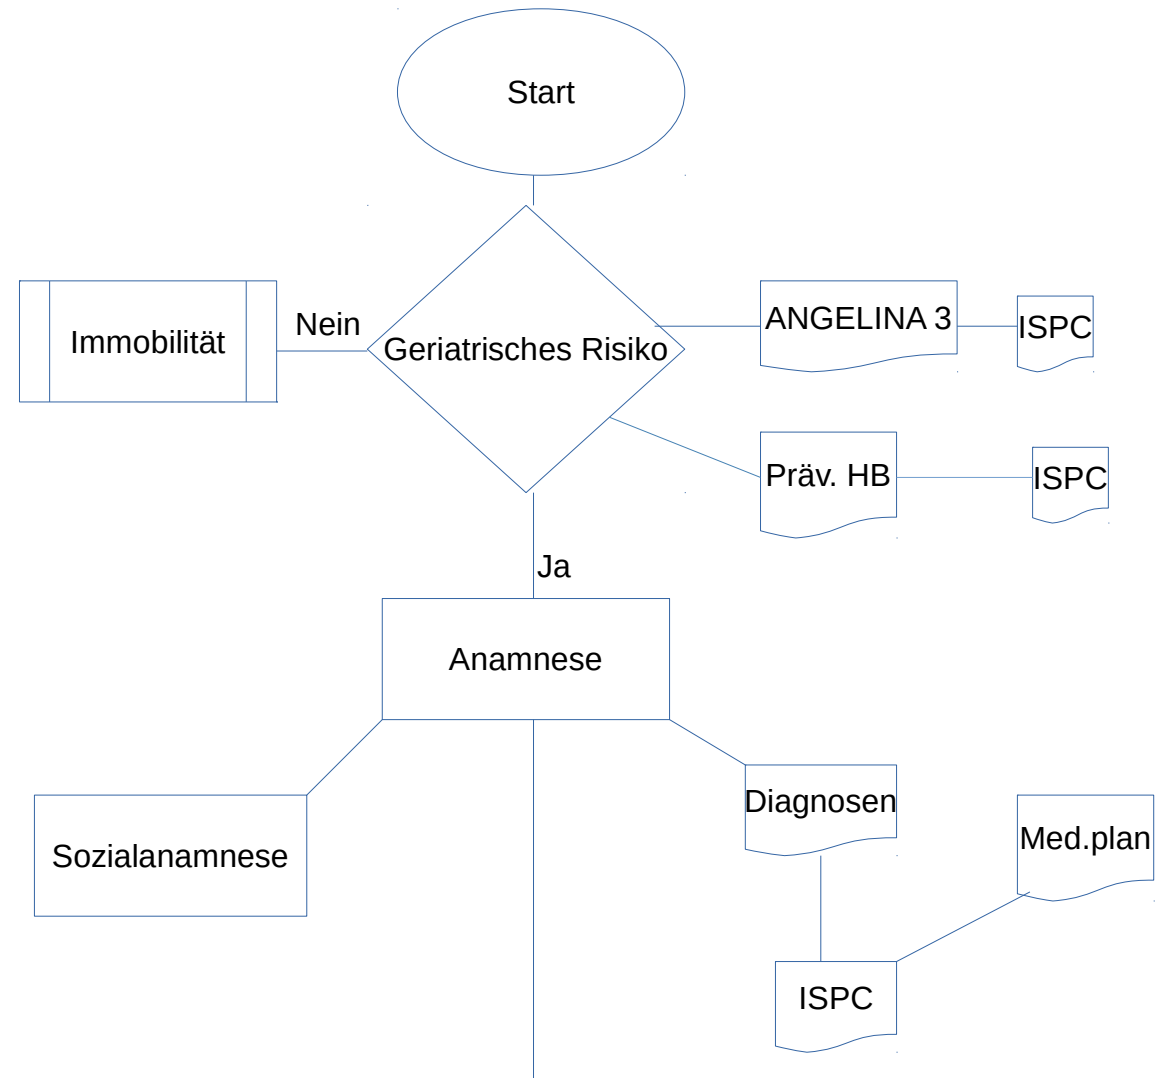 Start
Nein
Immobilität
Geriatrisches Risiko
ANGELINA 3
ISPC
Präv. HB
ISPC
Ja
Anamnese
Sozialanamnese
Diagnosen
Med.plan
ISPC